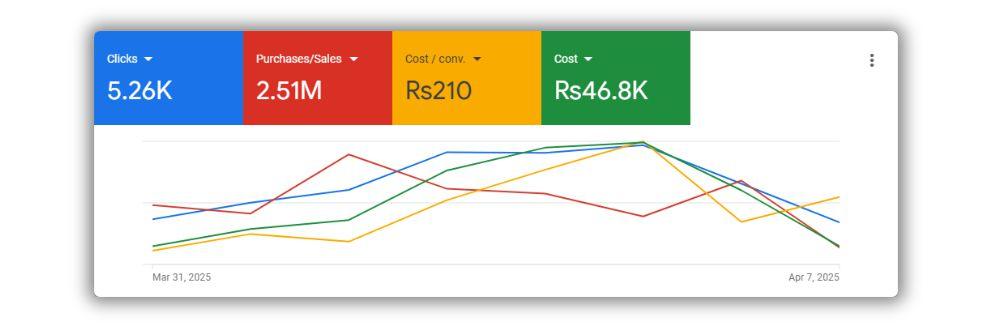 Clicks Purchases/Sales Cost / conv. Cost
5.26K 2.51M Rs210 Rs46.8K
Mar 31, 2025 Apr 7, 2025